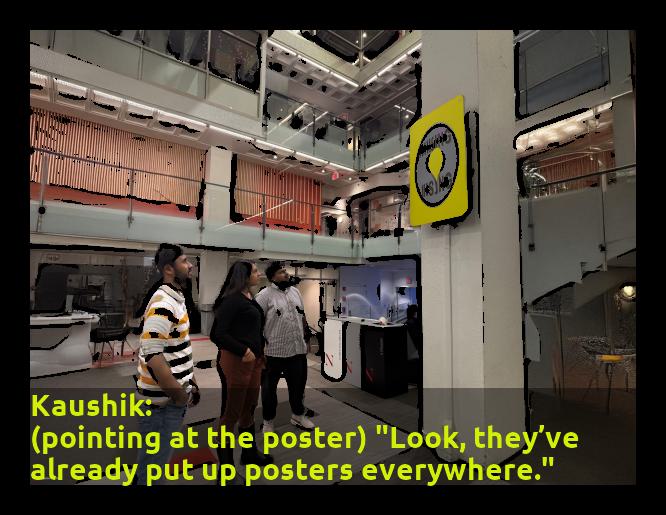 Kaushik:
(pointing at the poster) "Look, they’ve
already put up posters everywhere."